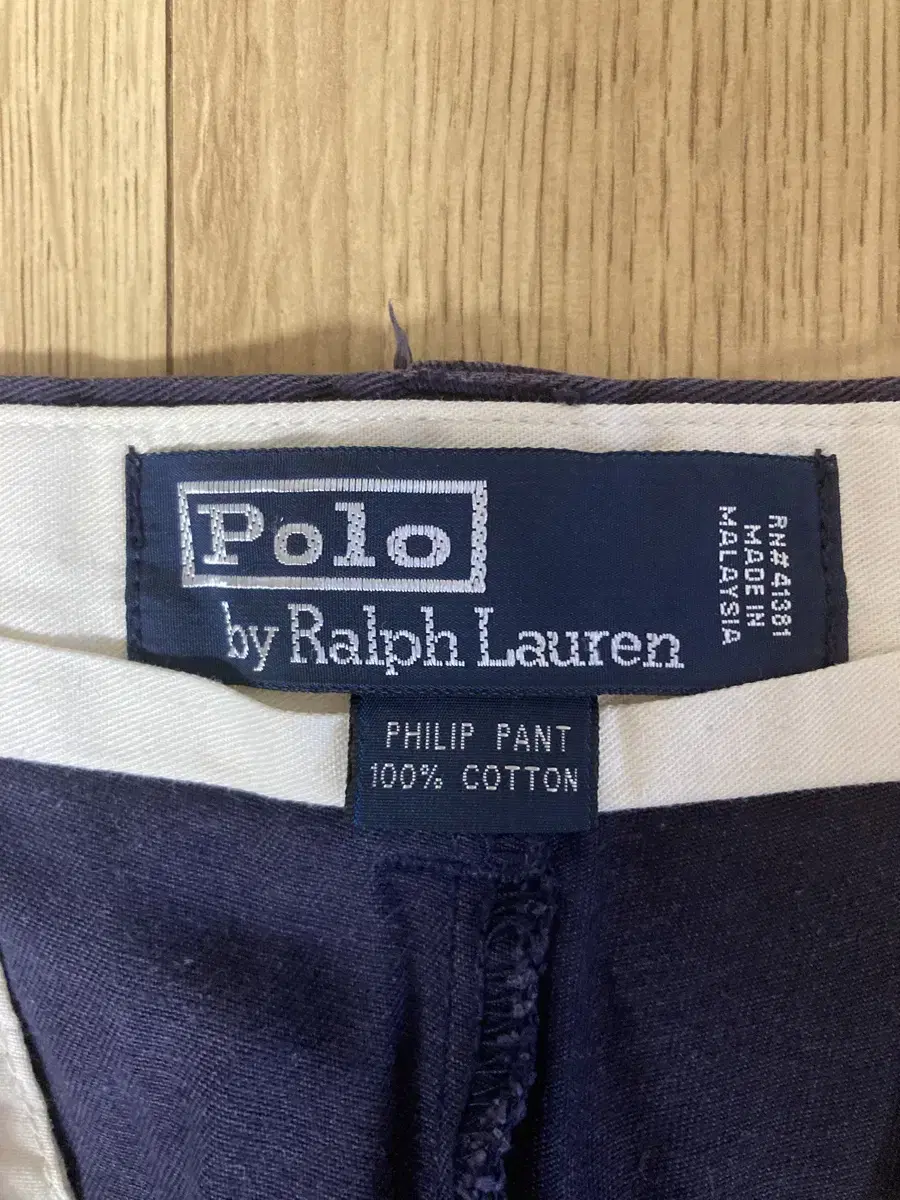 Polo
by Ralph Lauren
RN# 41381
MADE IN
MALAYSIA
PHILIP PANT
100% COTTON